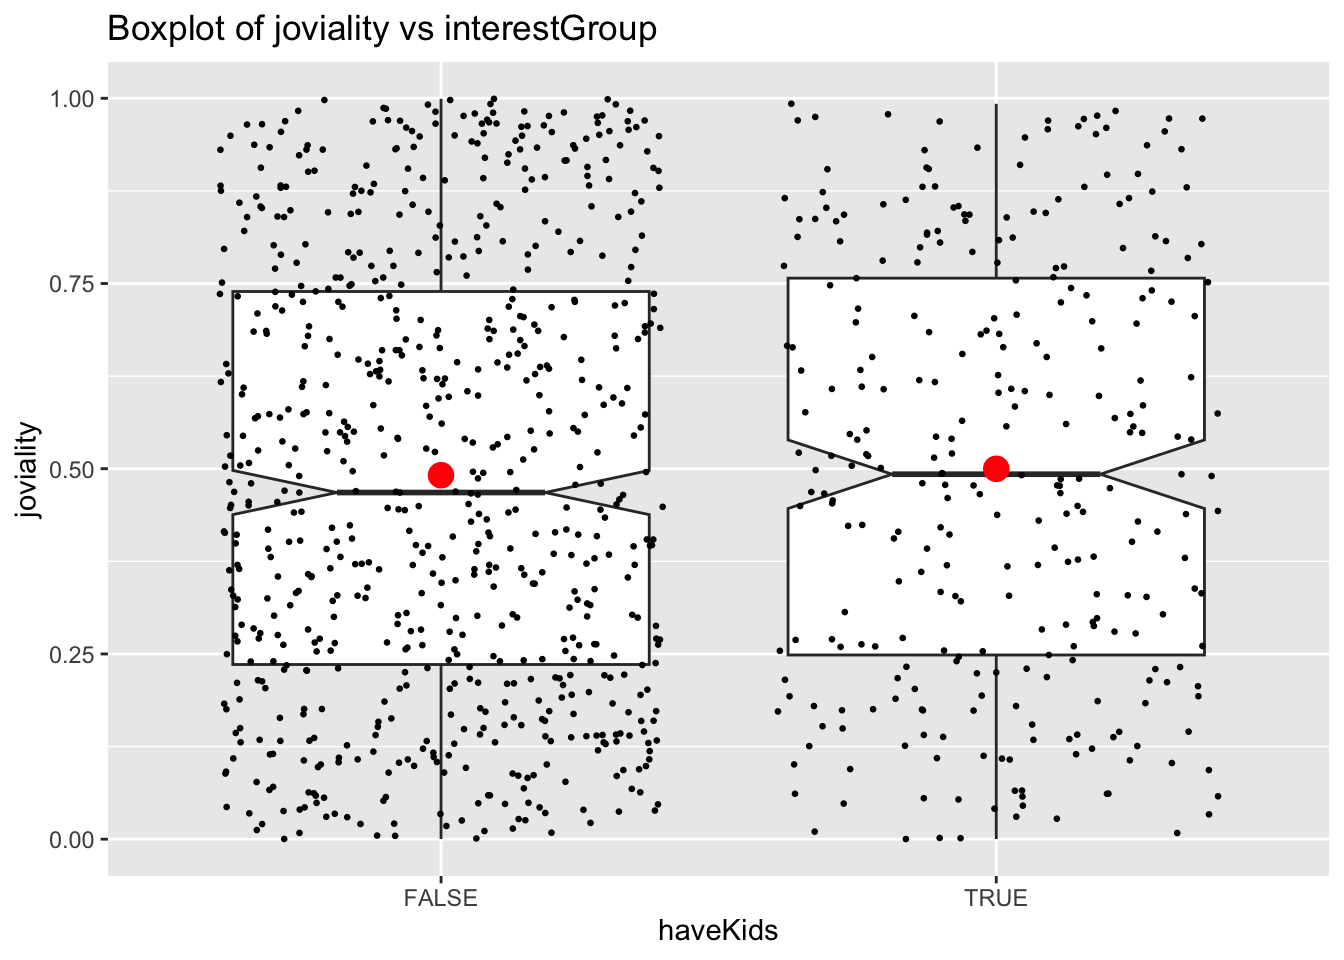 Boxplot of joviality vs interestGroup
1.00
0.75
0.50
0.25
0.00
joviality
FALSE
TRUE
haveKids